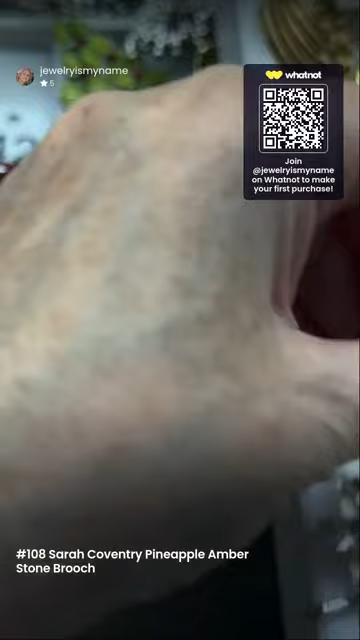 jewelryismyname
★ 5
whatnot
Join
@jewelryismyname
on Whatnot to make
your first purchase!
#108 Sarah Coventry Pineapple Amber
Stone Brooch